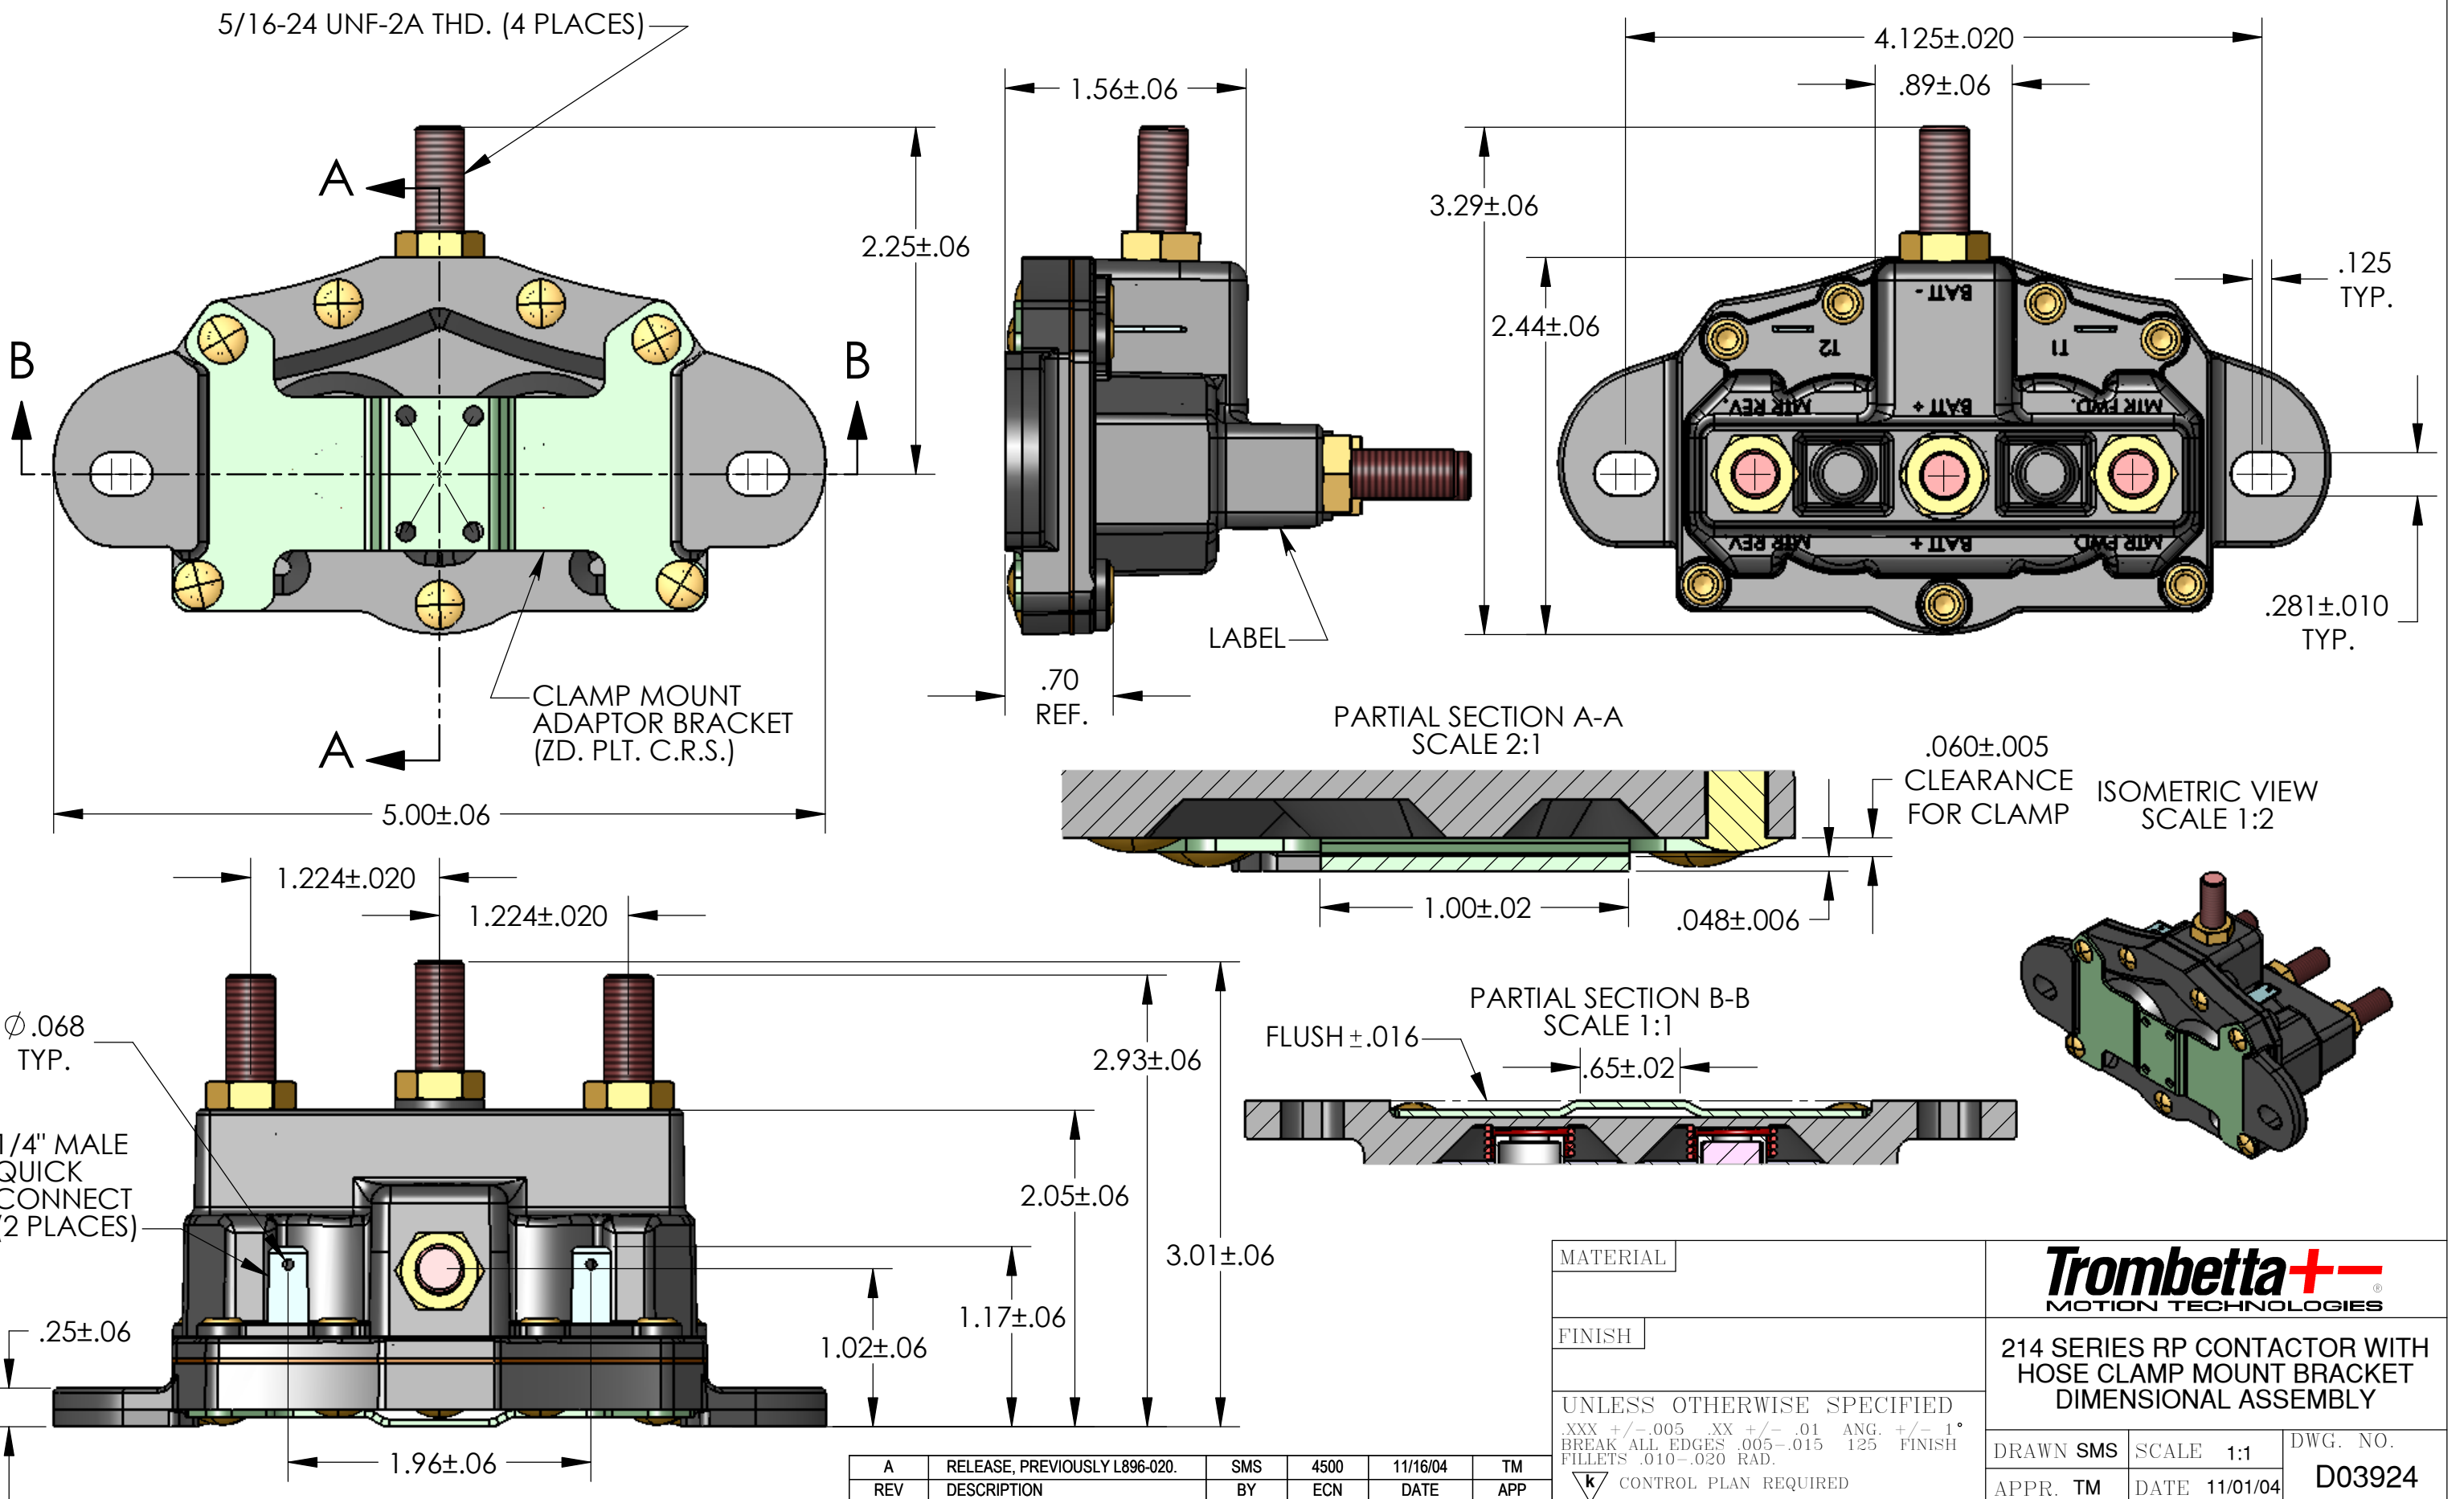 5/16-24 UNF-2A THD. (4 PLACES)
A
B
B
A
2.25±.06
CLAMP MOUNT
ADAPTOR BRACKET
(ZD. PLT. C.R.S.)
5.00±.06
1.56±.06
LABEL
.70
REF.
4.125±.020
.89±.06
3.29±.06
2.44±.06
.125
TYP.
.281±.010
TYP.
BATT -
T2
T1
MTR REV.
BATT +
MTR FWD.
MTR REV.
BATT +
MTR FWD.
PARTIAL SECTION A-A
SCALE 2:1
.060±.005
CLEARANCE
FOR CLAMP
1.00±.02
.048±.006
ISOMETRIC VIEW
SCALE 1:2
1.224±.020
1.224±.020
∅.068
TYP.
1/4" MALE
QUICK
CONNECT
(2 PLACES)
.25±.06
1.96±.06
1.02±.06
1.17±.06
2.05±.06
2.93±.06
3.01±.06
PARTIAL SECTION B-B
SCALE 1:1
FLUSH±.016
.65±.02
A RELEASE, PREVIOUSLY L896-020. SMS 4500 11/16/04 TM
REV DESCRIPTION BY ECN DATE APP
MATERIAL
FINISH
UNLESS OTHERWISE SPECIFIED
.XXX +/-.005 .XX +/- .01 ANG. +/- 1°
BREAK ALL EDGES .005-.015 125 FINISH
FILLETS .010-.020 RAD.
k CONTROL PLAN REQUIRED
Trombetta+-®
MOTION TECHNOLOGIES
214 SERIES RP CONTACTOR WITH
HOSE CLAMP MOUNT BRACKET
DIMENSIONAL ASSEMBLY
DRAWN SMS SCALE 1:1 DWG. NO.
APPR. TM DATE 11/01/04 D03924